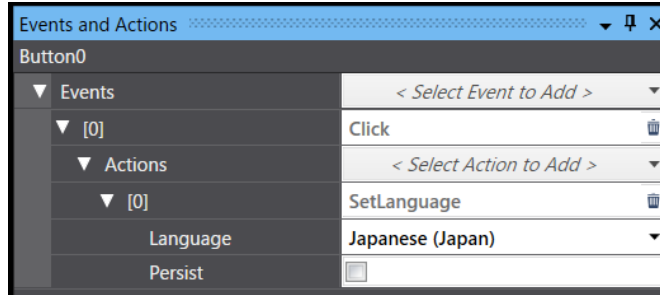 Events and Actions
Button0
Events < Select Event to Add >
[0] Click
Actions < Select Action to Add >
[0] SetLanguage
Language Japanese (Japan)
Persist